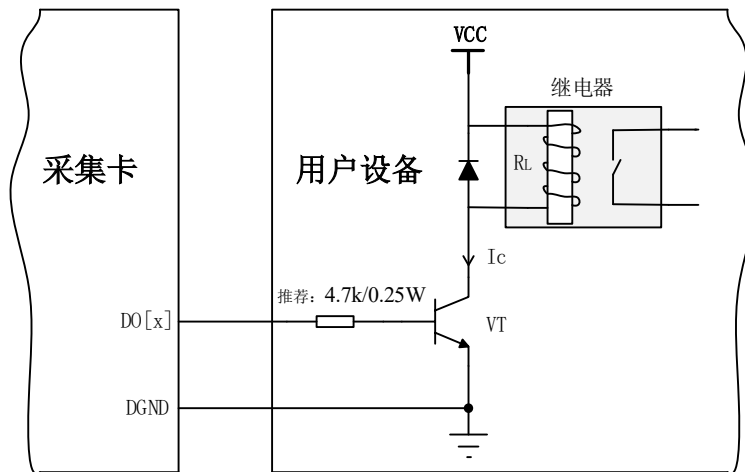 VCC
继电器
采集卡
用户设备
RL
Ic
推荐: 4.7k/0.25W
DO[x]
VT
DGND